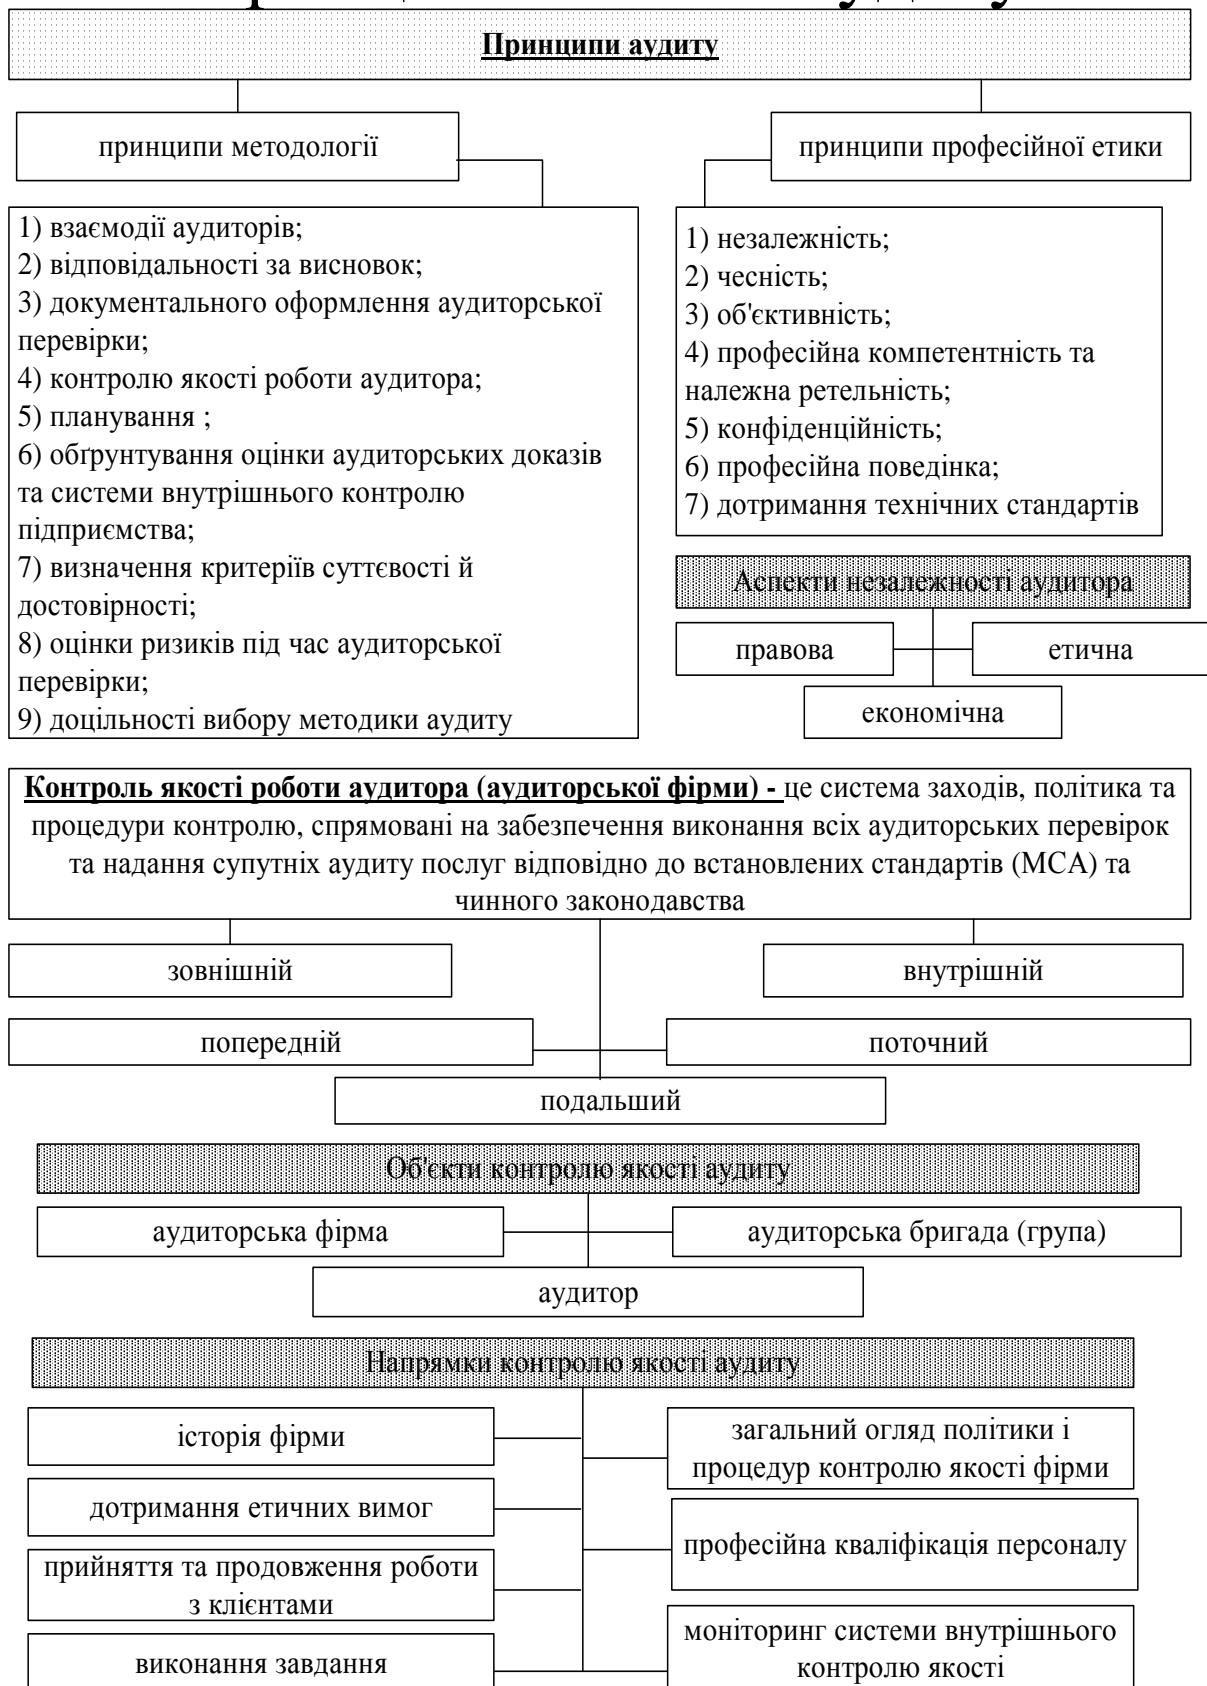 Принципи аудиту
принципи методології
принципи професійної етики
1) взаємодії аудиторів;
2) відповідальності за висновок;
3) документального оформлення аудиторської
перевірки;
4) контролю якості роботи аудитора;
5) планування ;
6) обґрунтування оцінки аудиторських доказів
та системи внутрішнього контролю
підприємства;
7) визначення критеріїв суттєвості й
достовірності;
8) оцінки ризиків під час аудиторської
перевірки;
9) доцільності вибору методики аудиту
1) незалежність;
2) чесність;
3) об'єктивність;
4) професійна компетентність та
належна ретельність;
5) конфіденційність;
6) професійна поведінка;
7) дотримання технічних стандартів
Аспекти незалежності аудитора
правова
етична
економічна
Контроль якості роботи аудитора (аудиторської фірми) - це система заходів, політика та
процедури контролю, спрямовані на забезпечення виконання всіх аудиторських перевірок
та надання супутніх аудиту послуг відповідно до встановлених стандартів (МСА) та
чинного законодавства
зовнішній
внутрішній
попередній
поточний
подальший
Об'єкти контролю якості аудиту
аудиторська фірма
аудиторська бригада (група)
аудитор
Напрямки контролю якості аудиту
історія фірми
загальний огляд політики і
процедур контролю якості фірми
дотримання етичних вимог
професійна кваліфікація персоналу
прийняття та продовження роботи
з клієнтами
моніторинг системи внутрішнього
контролю якості
виконання завдання